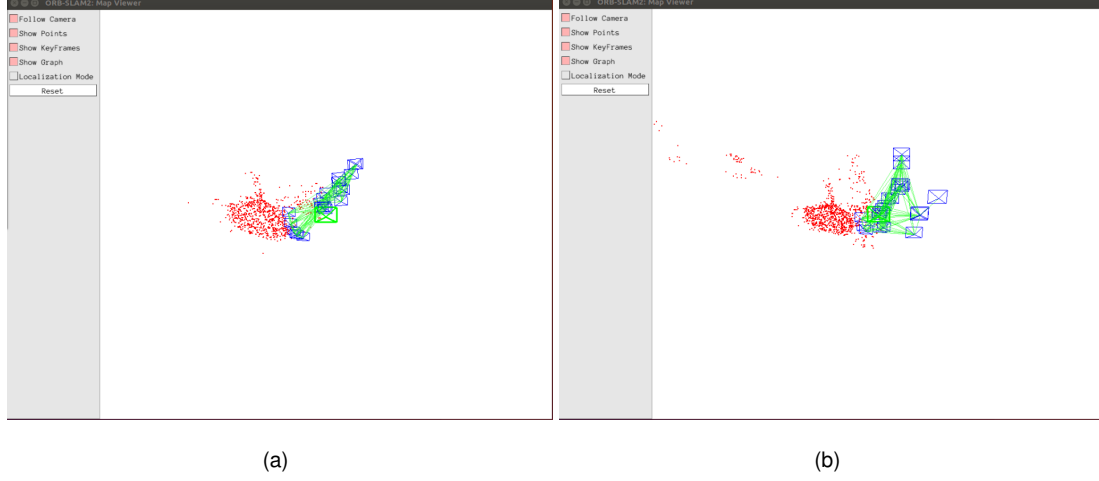 ORB-SLAM2: Map Viewer
Follow Camera
Show Points
Show KeyFrames
Show Graph
Localization Mode
Reset
ORB-SLAM2: Map Viewer
Follow Camera
Show Points
Show KeyFrames
Show Graph
Localization Mode
Reset
(a)
(b)